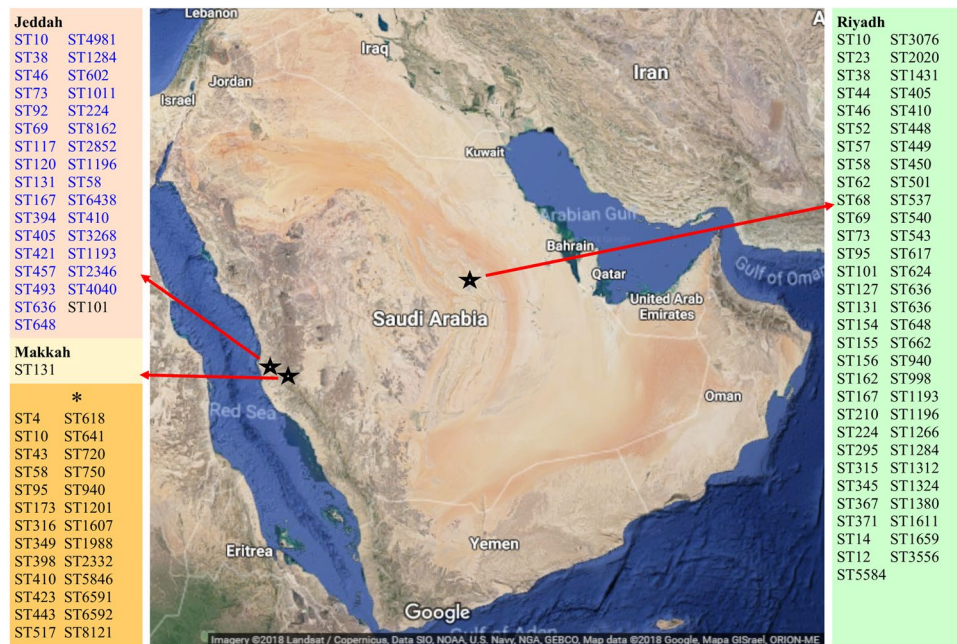 Jeddah
ST10 ST4981
ST38 ST1284
ST46 ST602
ST73 ST1011
ST92 ST224
ST69 ST8162
ST117 ST2852
ST120 ST1196
ST131 ST58
ST167 ST6438
ST394 ST410
ST405 ST3268
ST421 ST1193
ST457 ST2346
ST493 ST4040
ST636 ST101
ST648
Makkah
ST131
*
ST4 ST618
ST10 ST641
ST43 ST720
ST58 ST750
ST95 ST940
ST173 ST1201
ST316 ST1607
ST349 ST1988
ST398 ST2332
ST410 ST5846
ST423 ST6591
ST443 ST6592
ST517 ST8121
Lebanon
A
Iraq
Iran
Jordan
Israel
Kuwait
Arabian Gulf
Bahrain
Qatar
Gulf of Oman
United Arab
Emirates
Saudi Arabia
Oman
Red Sea
Yemen
Eritrea
Google
Gulf of Aden
Imagery ©2018 Landsat / Copernicus, Data SIO, NOAA, U.S. Navy, NGA, GEBCO, Map data ©2018 Google, Mapa GISrael, ORION-ME
Riyadh
ST10 ST3076
ST23 ST2020
ST38 ST1431
ST44 ST405
ST46 ST410
ST52 ST448
ST57 ST449
ST58 ST450
ST62 ST501
ST68 ST537
ST69 ST540
ST73 ST543
ST95 ST617
ST101 ST624
ST127 ST636
ST131 ST636
ST154 ST648
ST155 ST662
ST156 ST940
ST162 ST998
ST167 ST1193
ST210 ST1196
ST224 ST1266
ST295 ST1284
ST315 ST1312
ST345 ST1324
ST367 ST1380
ST371 ST1611
ST14 ST1659
ST12 ST3556
ST5584